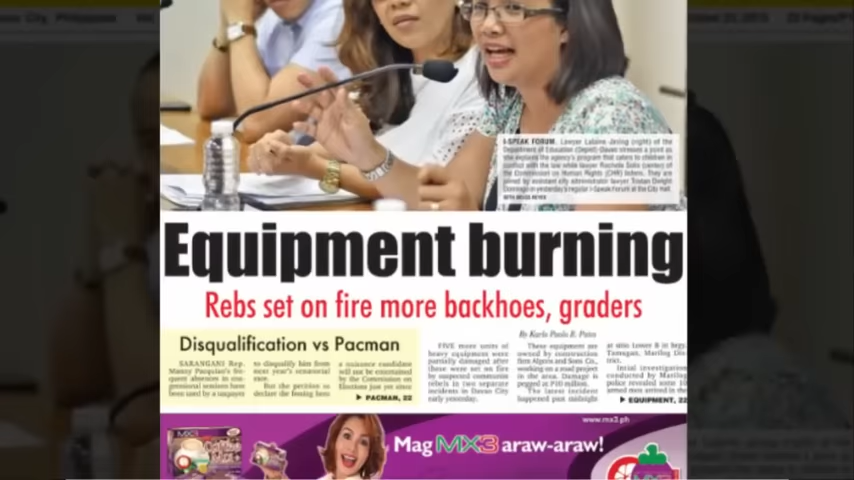 I-SPEAK FORUM. Lawyer
(right) of the
Department of Education (DepEd) Davao stresses a point as
she explains the agency's program that caters to children in
conflict with the law while lawyer
(center) of
the Commission on Human Rights (CHR) listens. They are
joined by assistant city administrator lawyer
in yesterday's regular I-Speak Forum at the City Hall.
Equipment burning
Rebs set on fire more backhoes, graders
Disqualification vs Pacman
SARANGANI Rep.
Manny Pacquiao's fre-
quent absences in con-
gressional sessions have
been used by a taxpayer
to disqualify him from
next year's senatorial
race.
But the petition to
declare the boxing hero
a nuisance candidate
will not be entertained
by the Commission on
Elections just yet since
▶ PACMAN, 22
By Karlo Paolo R. Pates
FIVE more units of
heavy equipment were
partially damaged after
those were set on fire
by suspected communist
rebels in two separate
incidents in Davao City
early yesterday.
These equipment are
owned by construction
firm Algers and Sons Co.,
working on a road project
in the area. Damage is
pegged at P10 million.
The latest incident
happened past midnight
at sitio Lower B in brgy.
Tamugan, Marilog Dis-
trict.
Initial investigation
conducted by Marilog
police revealed some 10
armed men arrived in the
▶ EQUIPMENT, 22
www.mx3.ph
Mag MX3 araw-araw!
MX3